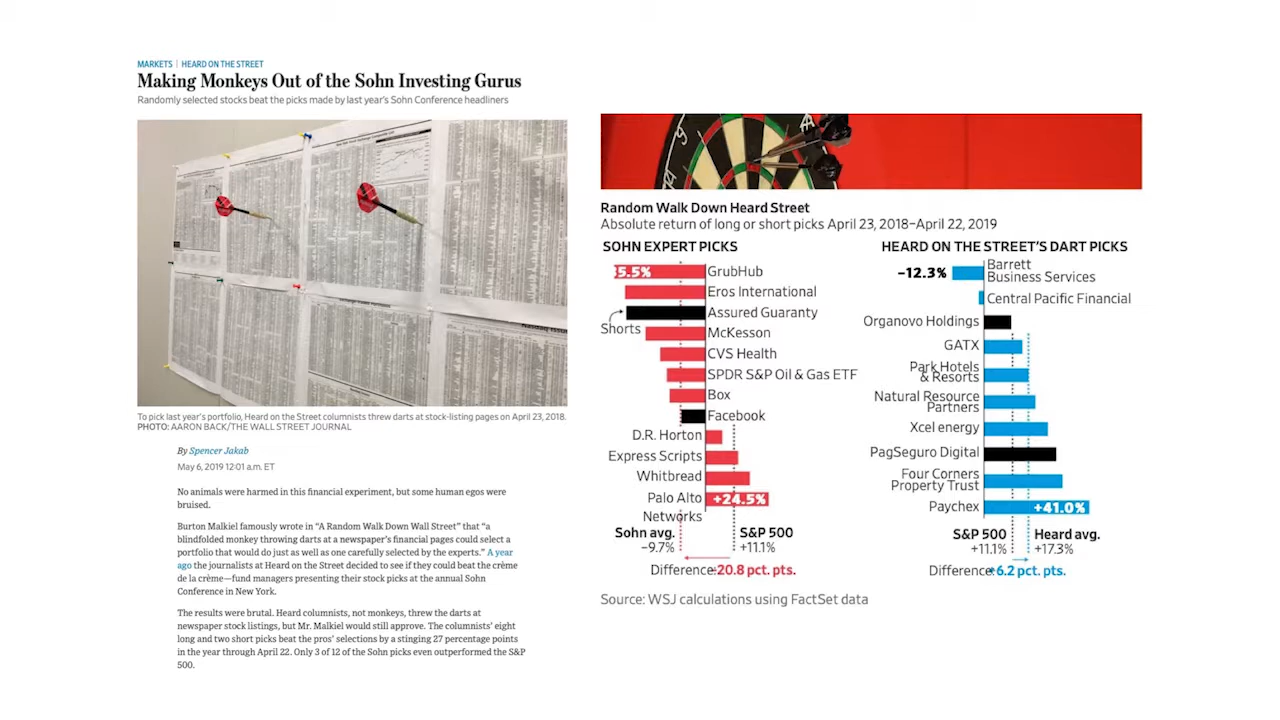 MARKETS | HEARD ON THE STREET
Making Monkeys Out of the Sohn Investing Gurus
Randomly selected stocks beat the picks made by last year's Sohn Conference headliners
To pick last year's portfolio, Heard on the Street columnists threw darts at stock-listing pages on April 23, 2018.
PHOTO: AARON BACK/THE WALL STREET JOURNAL
By Spencer Jakab
May 6, 2019 12:01 a.m. ET
No animals were harmed in this financial experiment, but some human egos were
bruised.
Burton Malkiel famously wrote in "A Random Walk Down Wall Street" that "a
blindfolded monkey throwing darts at a newspaper's financial pages could select a
portfolio that would do just as well as one carefully selected by the experts." A year
ago the journalists at Heard on the Street decided to see if they could beat the crème
de la crème—fund managers presenting their stock picks at the annual Sohn
Conference in New York.
The results were brutal. Heard columnists, not monkeys, threw the darts at
newspaper stock listings, but Mr. Malkiel would still approve. The columnists' eight
long and two short picks beat the pros' selections by a stinging 27 percentage points
in the year through April 22. Only 3 of 12 of the Sohn picks even outperformed the S&P
500.
Random Walk Down Heard Street
Absolute return of long or short picks April 23, 2018–April 22, 2019
SOHN EXPERT PICKS
5.5% GrubHub
Eros International
Assured Guaranty
Shorts
McKesson
CVS Health
SPDR S&P Oil & Gas ETF
Box
Facebook
D.R. Horton
Express Scripts
Whitbread
Palo Alto +24.5%
Networks
Sohn avg. S&P 500
–9.7% +11.1%
Difference –20.8 pct. pts.
HEARD ON THE STREET'S DART PICKS
–12.3% Barrett
Business Services
Central Pacific Financial
Organovo Holdings
GATX
Park Hotels
& Resorts
Natural Resource
Partners
Xcel energy
PagSeguro Digital
Four Corners
Property Trust
Paychex +41.0%
S&P 500 Heard avg.
+11.1% +17.3%
Difference +6.2 pct. pts.
Source: WSJ calculations using FactSet data